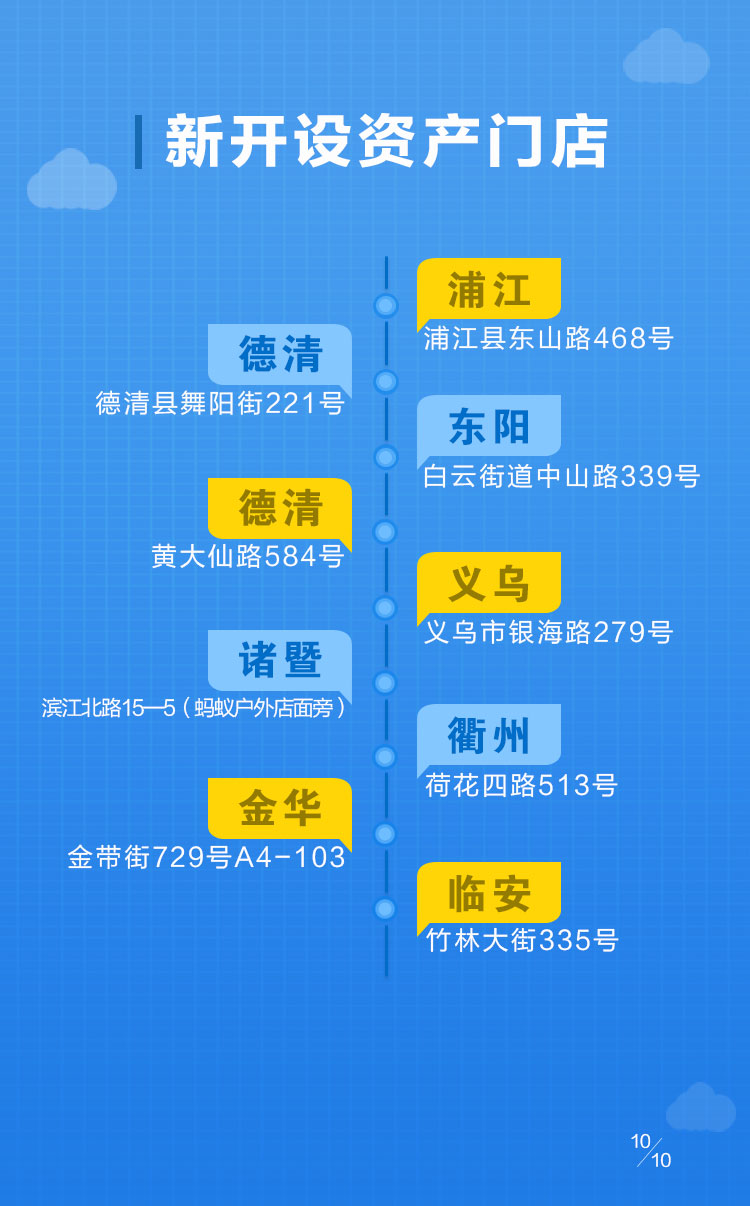 新开设资产门店
浦江
浦江县东山路468号
德清
德清县舞阳街221号
东阳
白云街道中山路339号
德清
黄大仙路584号
义乌
义乌市银海路279号
诸暨
滨江北路15—5（蚂蚁户外店面旁）
衢州
荷花四路513号
金华
金带街729号A4-103
临安
竹林大街335号
10/10